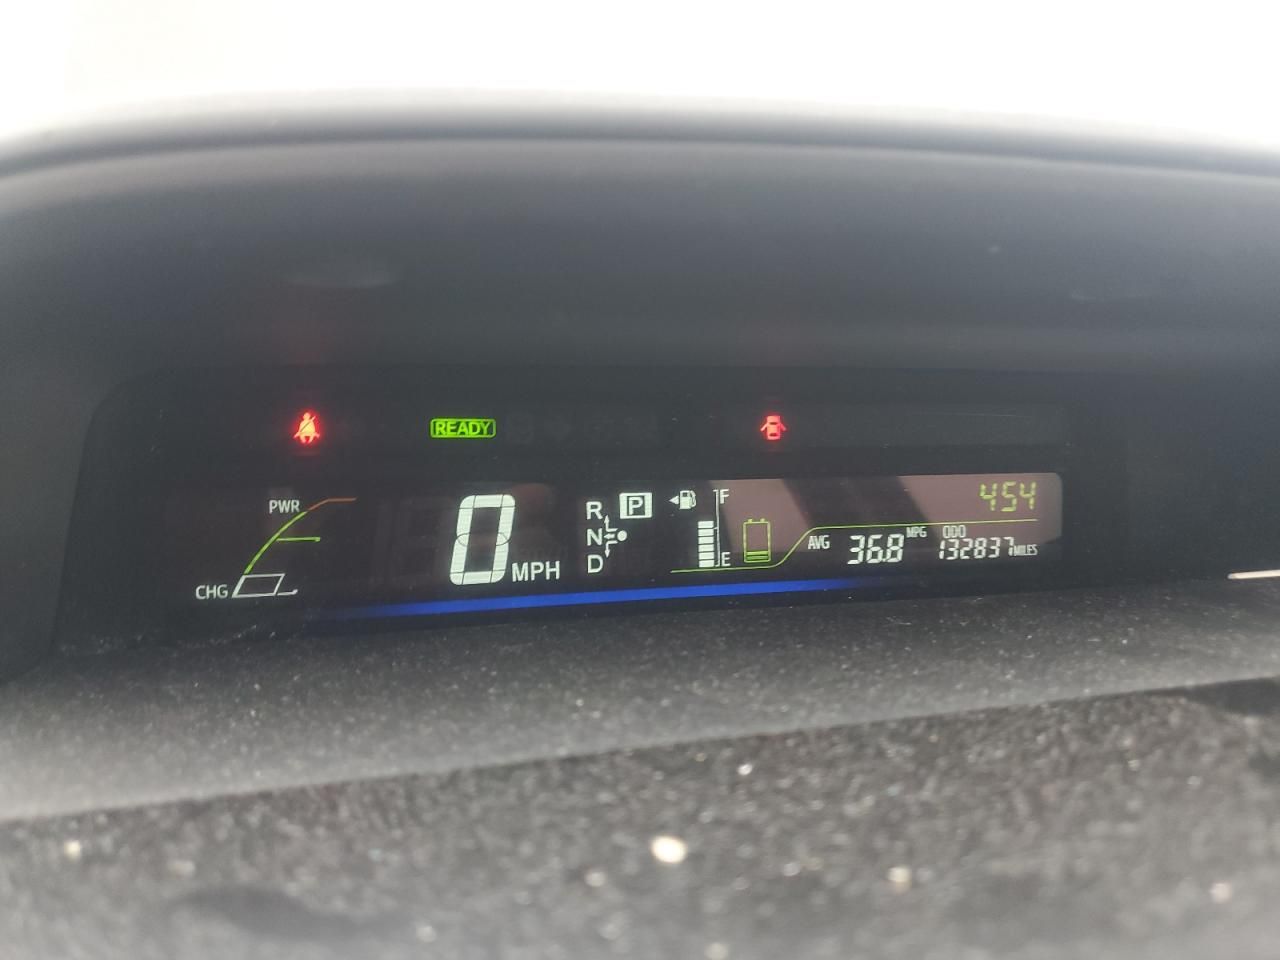 READY
PWR
CHG
0 MPH
R P
N
D
F
E
454
AVG 36.8 MPG
ODO
132837 MILES